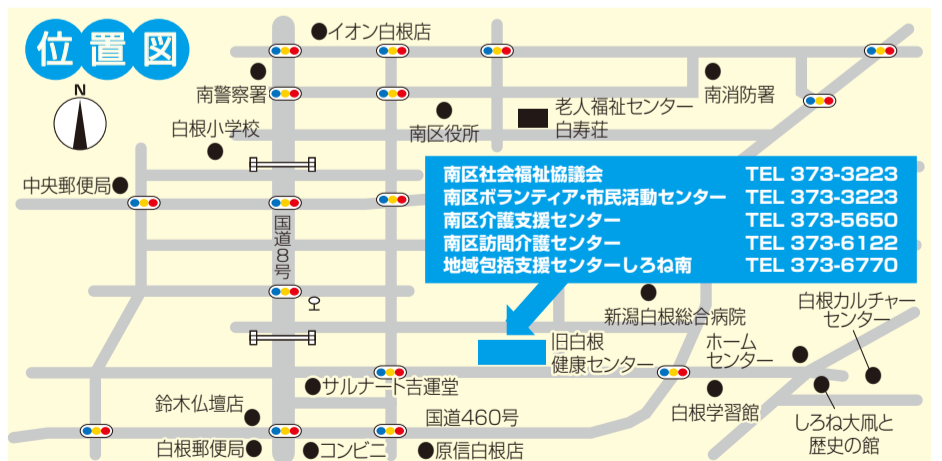 位置図
N
イオン白根店
南警察署
南消防署
老人福祉センター
白寿荘
南区役所
白根小学校
中央郵便局
南区社会福祉協議会 TEL 373-3223
南区ボランティア・市民活動センター TEL 373-3223
南区介護支援センター TEL 373-5650
南区訪問介護センター TEL 373-6122
地域包括支援センターしろね南 TEL 373-6770
国道8号
新潟白根総合病院
白根カルチャー
センター
旧白根
健康センター
ホーム
センター
サルナート吉運堂
白根学習館
しろね大凧と
歴史の館
鈴木仏壇店
国道460号
白根郵便局
コンビニ
原信白根店